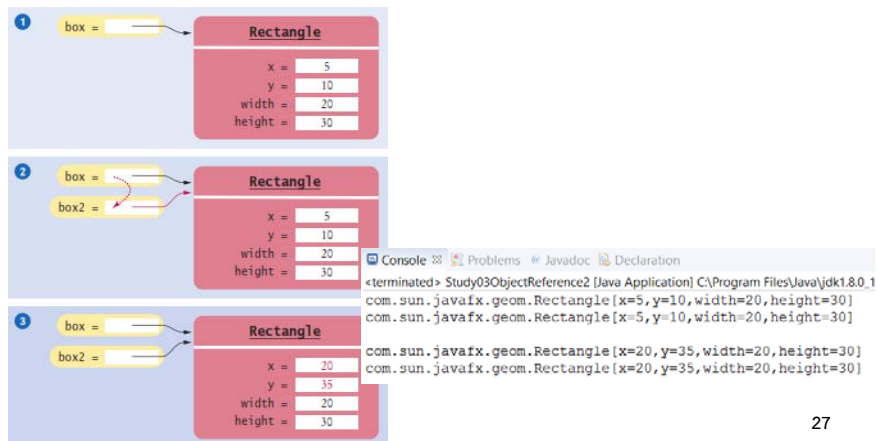 1
box =
Rectangle
x = 5
y = 10
width = 20
height = 30
2
box =
box2 =
Rectangle
x = 5
y = 10
width = 20
height = 30
3
box =
box2 =
Rectangle
x = 20
y = 35
width = 20
height = 30
Console Problems @ Javadoc Declaration
<terminated> Study03ObjectReference2 [Java Application] C:\Program Files\Java\jdk1.8.0_1
com.sun.javafx.geom.Rectangle[x=5,y=10,width=20,height=30]
com.sun.javafx.geom.Rectangle[x=5,y=10,width=20,height=30]
com.sun.javafx.geom.Rectangle[x=20,y=35,width=20,height=30]
com.sun.javafx.geom.Rectangle[x=20,y=35,width=20,height=30]
27